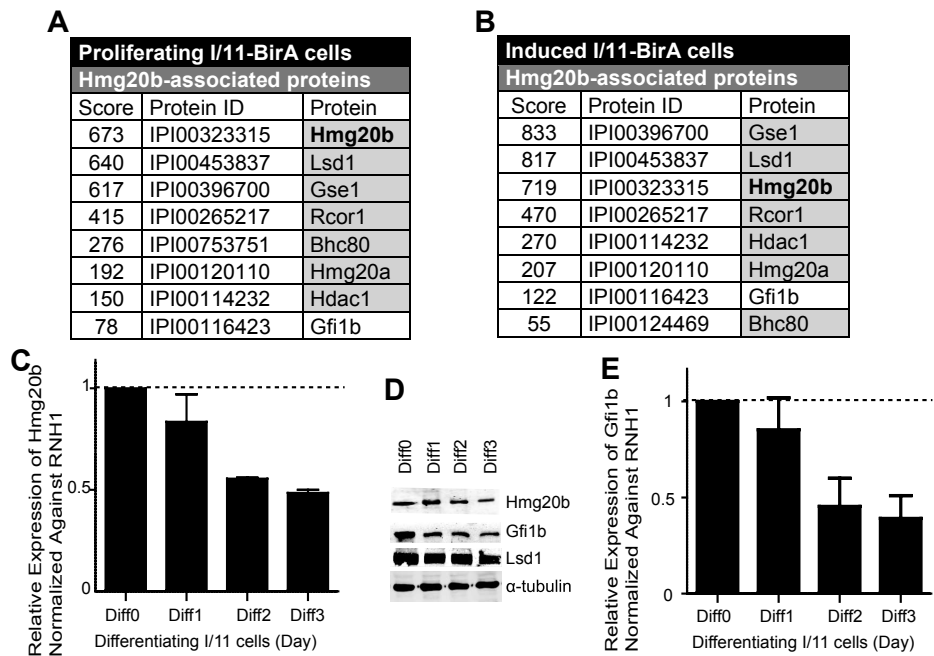 A
Proliferating I/11-BirA cells
Hmg20b-associated proteins
Score Protein ID Protein
673 IPI00323315 Hmg20b
640 IPI00453837 Lsd1
617 IPI00396700 Gse1
415 IPI00265217 Rcor1
276 IPI00753751 Bhc80
192 IPI00120110 Hmg20a
150 IPI00114232 Hdac1
78 IPI00116423 Gfi1b
B
Induced I/11-BirA cells
Hmg20b-associated proteins
Score Protein ID Protein
833 IPI00396700 Gse1
817 IPI00453837 Lsd1
719 IPI00323315 Hmg20b
470 IPI00265217 Rcor1
270 IPI00114232 Hdac1
207 IPI00120110 Hmg20a
122 IPI00116423 Gfi1b
55 IPI00124469 Bhc80
C
Relative Expression of Hmg20b
Normalized Against RNH1
1
0.5
0
Diff0 Diff1 Diff2 Diff3
Differentiating I/11 cells (Day)
D
Diff0 Diff1 Diff2 Diff3
Hmg20b
Gfi1b
Lsd1
α-tubulin
E
Relative Expression of Gfi1b
Normalized Against RNH1
1
0.5
0
Diff0 Diff1 Diff2 Diff3
Differentiating I/11 cells (Day)